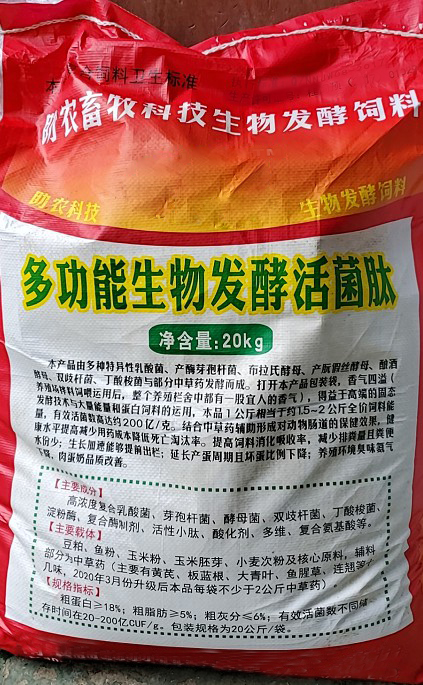 本 合饲料卫生标准
助农畜牧科技生物发酵饲料
助农科技 生物发酵饲料
多功能生物发酵活菌肽
净含量:20kg
本产品由多种特异性乳酸菌、产酶芽孢杆菌、布拉氏酵母、产朊假丝酵母、酿酒
酵母、双歧杆菌、丁酸梭菌与部分中草药发酵而成。打开本产品包装袋,香气四溢(
养殖场拌料饲喂运用后,整个养殖栏舍中都有一股宜人的香气),得益于高端的固态
发酵技术与大量能量和蛋白饲料的运用,本品1公斤相当于约1.5-2公斤全价饲料能
量,有效活菌数高达约200亿/克。结合中草药辅助形成对动物肠道的保健效果,健
康水平提高减少用药成本降低死亡淘汰率。提高饲料消化吸收率,减少排粪量且粪便
水份少;生长加速能够提前出栏;延长产蛋周期且坏蛋比例下降;养殖环境臭味氨气
下降,肉蛋奶品质改善。
【主要成分】
高浓度复合乳酸菌、芽孢杆菌、酵母菌、双歧杆菌、丁酸梭菌、
淀粉酶、复合酶制剂、活性小肽、酸化剂、多维、复合氨基酸等。
【主要载体】
豆粕、鱼粉、玉米粉、玉米胚芽、小麦次粉及核心原料,辅料
部分为中草药(主要有黄芪、板蓝根、大青叶、鱼腥草、连翘等
几味,2020年3月份升级后本品每袋不少于2公斤中草药)
【规格指标】
粗蛋白≥18%;粗脂肪≥5%;粗灰分≤6%;有效活菌数不同
存时间在20-200亿CUF/g。包装规格为20公斤/袋。